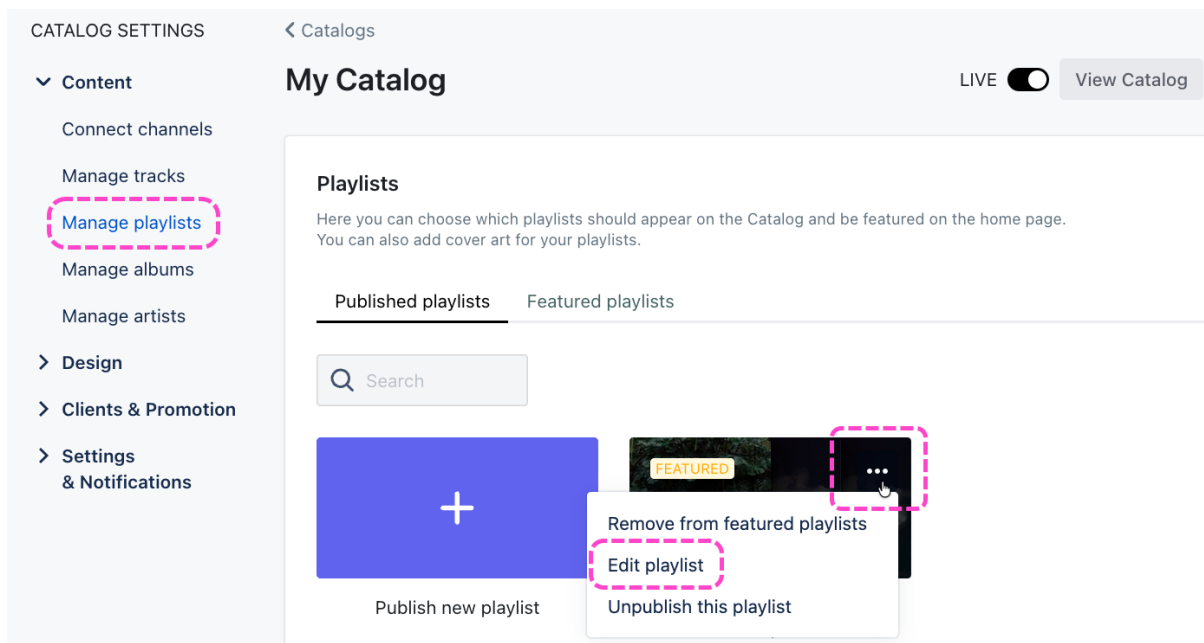 CATALOG SETTINGS
Content
Connect channels
Manage tracks
Manage playlists
Manage albums
Manage artists
Design
Clients & Promotion
Settings
& Notifications
Catalogs
My Catalog
LIVE
View Catalog
Playlists
Here you can choose which playlists should appear on the Catalog and be featured on the home page.
You can also add cover art for your playlists.
Published playlists
Featured playlists
Search
FEATURED
Remove from featured playlists
Edit playlist
Unpublish this playlist
Publish new playlist